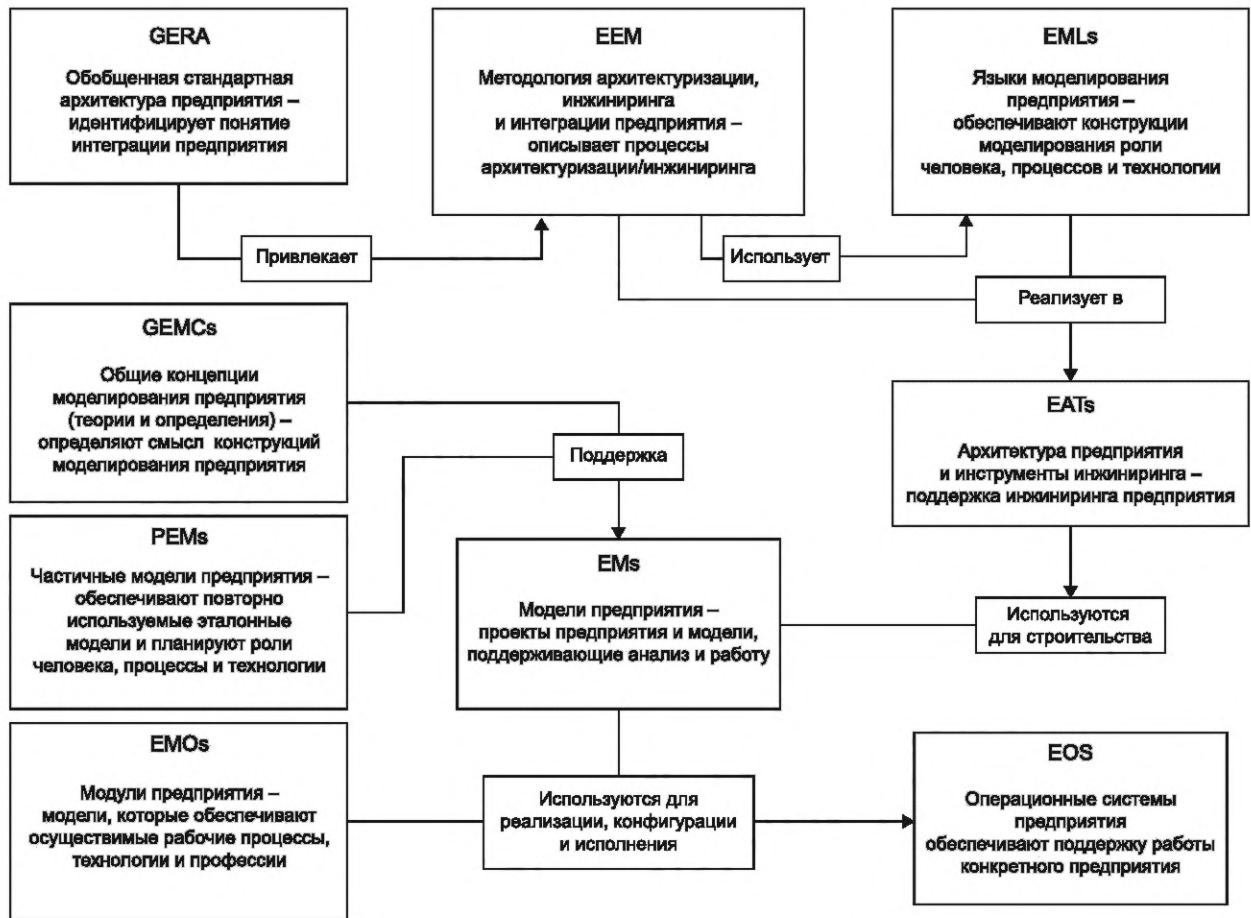 GERA
Обобщенная стандартная
архитектура предприятия –
идентифицирует понятие
интеграции предприятия
EEM
Методология архитектуризации,
инжиниринга
и интеграции предприятия –
описывает процессы
архитектуризации/инжиниринга
EMLs
Языки моделирования
предприятия –
обеспечивают конструкции
моделирования роли
человека, процессов и технологии
Привлекает
Использует
Реализует в
GEMCs
Общие концепции
моделирования предприятия
(теории и определения) –
определяют смысл конструкций
моделирования предприятия
Поддержка
EATs
Архитектура предприятия
и инструменты инжиниринга –
поддержка инжиниринга предприятия
PEMs
Частичные модели предприятия –
обеспечивают повторно
используемые эталонные
модели и планируют роли
человека, процессы и технологии
EMs
Модели предприятия –
проекты предприятия и модели,
поддерживающие анализ и работу
Используются
для строительства
EMOs
Модули предприятия –
модели, которые обеспечивают
осуществимые рабочие процессы,
технологии и профессии
Используются для
реализации, конфигурации
и исполнения
EOS
Операционные системы
предприятия
обеспечивают поддержку работы
конкретного предприятия